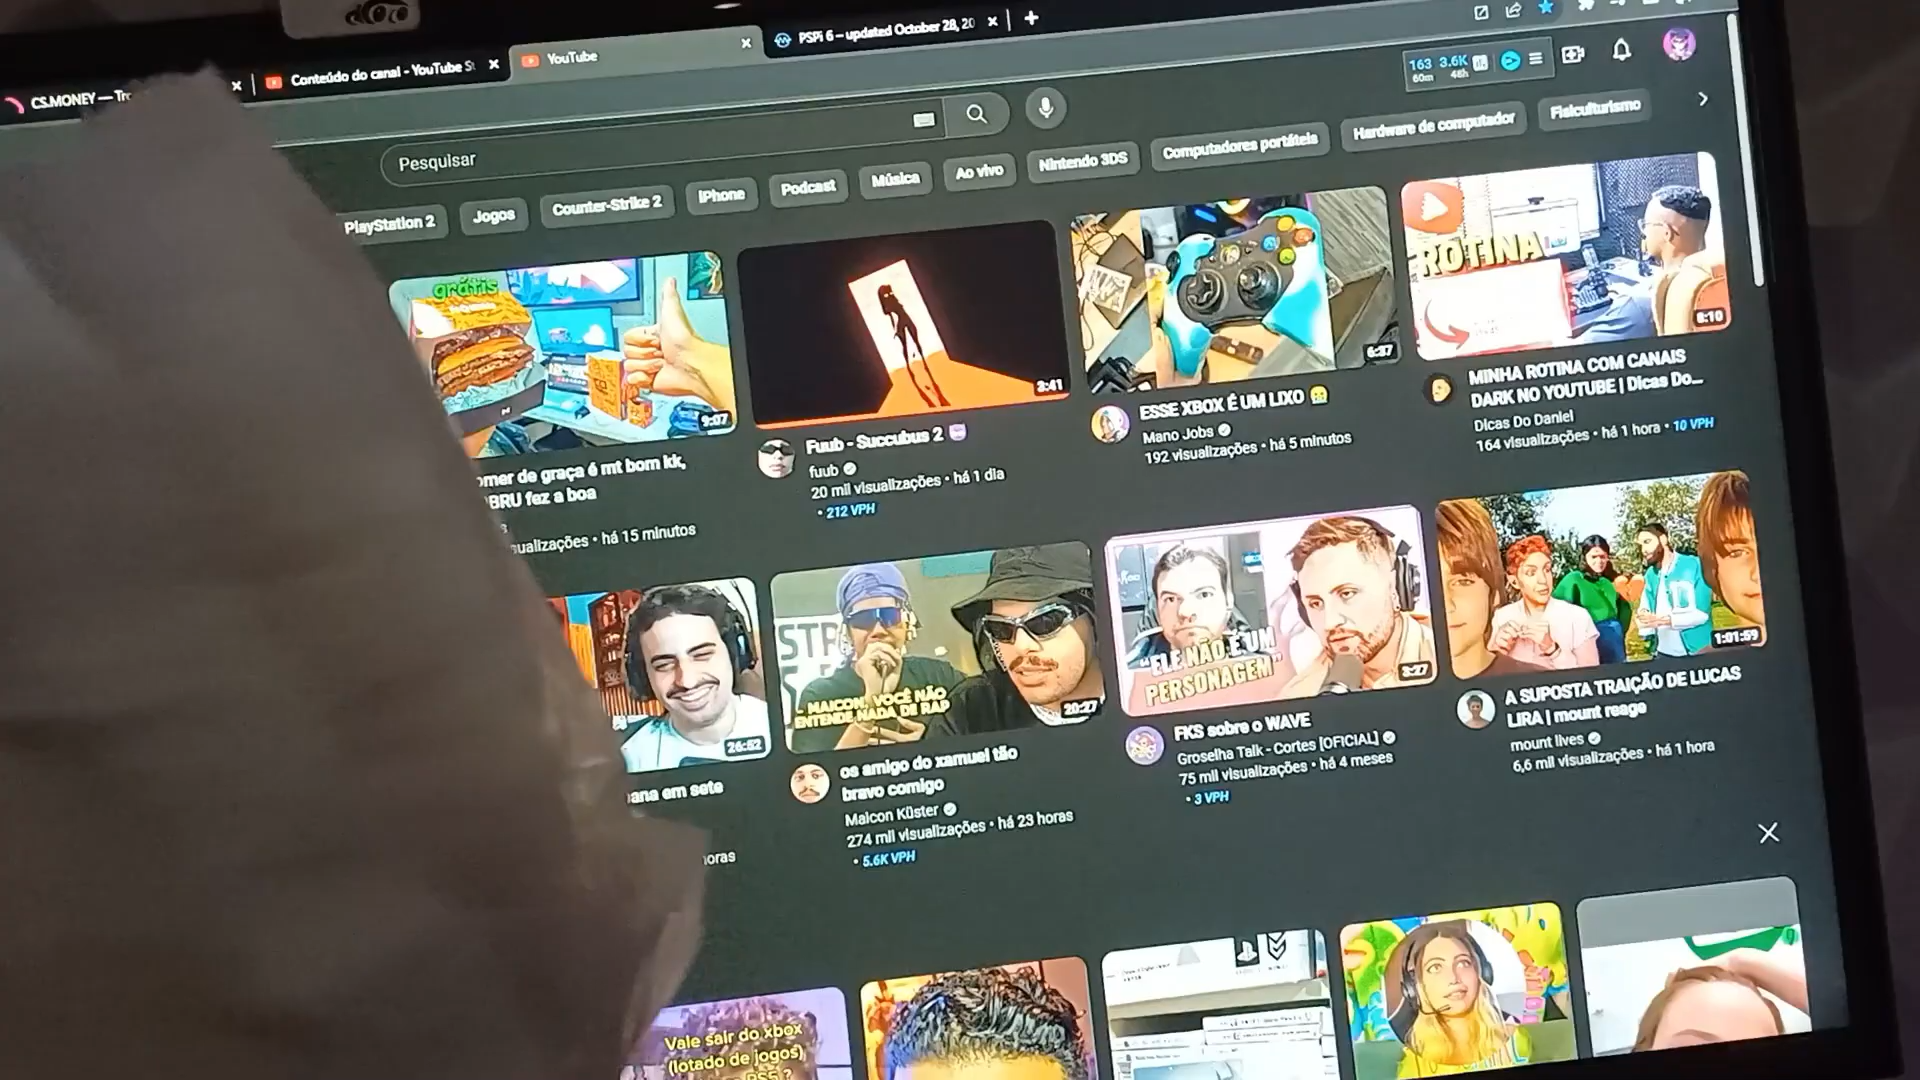 CS.MONEY — Tr
Conteúdo do canal - YouTube S
YouTube
PSPi 6 – updated October 28, 20
163 3.6K
60m 48h
Pesquisar
PlayStation 2
Jogos
Counter-Strike 2
iPhone
Podcast
Música
Ao vivo
Nintendo 3DS
Computadores portáteis
Hardware de computador
Fisiculturismo
grátis
9:07
3:41
6:37
ROTINA
8:10
omer de graça é mt bom kk,
BRU fez a boa
sualizações • há 15 minutos
Fuub - Succubus 2 😈
fuub
20 mil visualizações • há 1 dia
• 212 VPH
ESSE XBOX É UM LIXO 😭
Mano Jobs
192 visualizações • há 5 minutos
MINHA ROTINA COM CANAIS
DARK NO YOUTUBE | Dicas Do...
Dicas Do Daniel
164 visualizações • há 1 hora • 10 VPH
26:52
STR
- MAICON, VOCÊ NÃO
ENTENDE NADA DE RAP
20:27
"ELE NÃO É UM
PERSONAGEM"
3:27
1:01:59
ana em sete
oras
os amigo do xamuel tão
bravo comigo
Maicon Küster
274 mil visualizações • há 23 horas
• 5.6K VPH
FKS sobre o WAVE
Groselha Talk - Cortes [OFICIAL]
75 mil visualizações • há 4 meses
• 3 VPH
A SUPOSTA TRAIÇÃO DE LUCAS
LIRA | mount reage
mount lives
6,6 mil visualizações • há 1 hora
Vale sair do xbox
(lotado de jogos)
PS5 ?